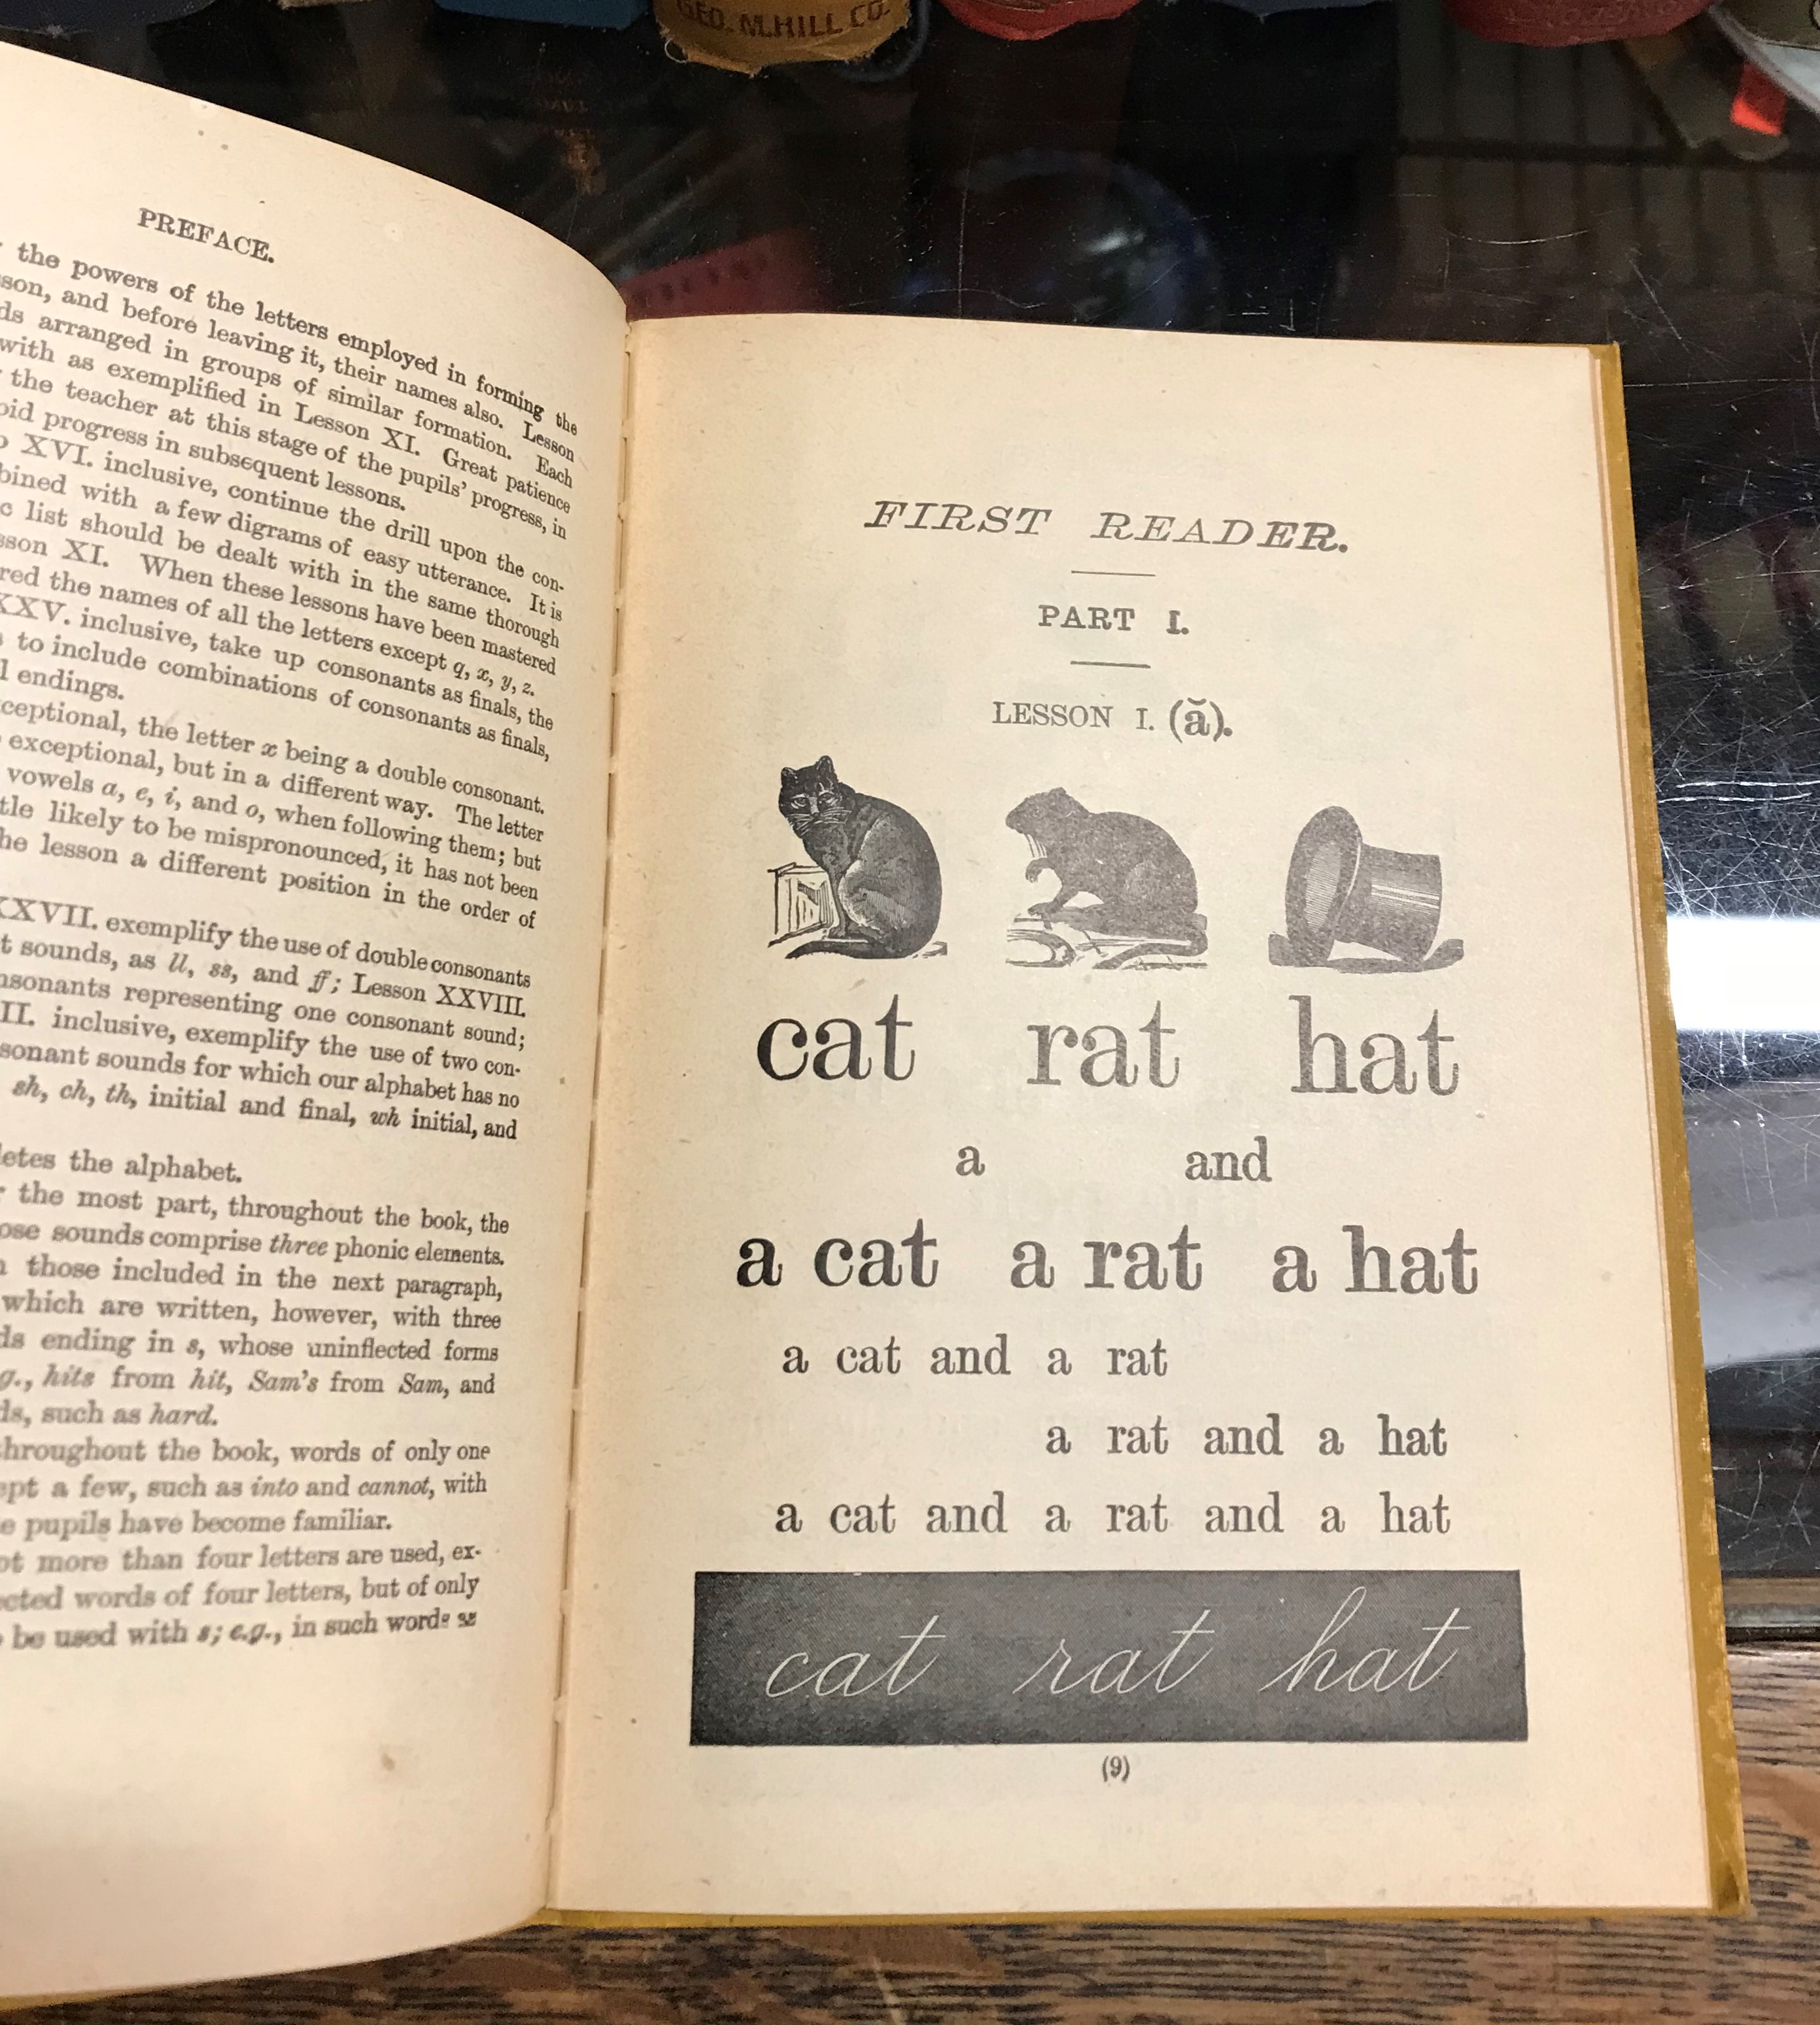 GEO. M. HILL CO.
PREFACE.
the powers of the letters employed in forming the
son, and before leaving it, their names also. Lesson
ds arranged in groups of similar formation. Each
with as exemplified in Lesson XI. Great patience
the teacher at this stage of the pupils' progress, in
pid progress in subsequent lessons.
XVI. inclusive, continue the drill upon the con-
bined with a few digrams of easy utterance. It is
c list should be dealt with in the same thorough
sson XI. When these lessons have been mastered
red the names of all the letters except q, x, y, z.
XXV. inclusive, take up consonants as finals, the
to include combinations of consonants as finals,
l endings.
ceptional, the letter x being a double consonant.
exceptional, but in a different way. The letter
vowels a, e, i, and o, when following them; but
tle likely to be mispronounced, it has not been
he lesson a different position in the order of
XXVII. exemplify the use of double consonants
t sounds, as ll, ss, and ff; Lesson XXVIII.
nsonants representing one consonant sound;
II. inclusive, exemplify the use of two con-
sonant sounds for which our alphabet has no
sh, ch, th, initial and final, wh initial, and
letes the alphabet.
the most part, throughout the book, the
ose sounds comprise three phonic elements.
those included in the next paragraph,
which are written, however, with three
ds ending in s, whose uninflected forms
g., hits from hit, Sam's from Sam, and
ds, such as hard.
throughout the book, words of only one
ept a few, such as into and cannot, with
e pupils have become familiar.
ot more than four letters are used, ex-
cted words of four letters, but of only
be used with s; e.g., in such words as
FIRST READER.
PART I.
LESSON I. (ă).
cat rat hat
a and
a cat a rat a hat
a cat and a rat
a rat and a hat
a cat and a rat and a hat
cat rat hat
(9)